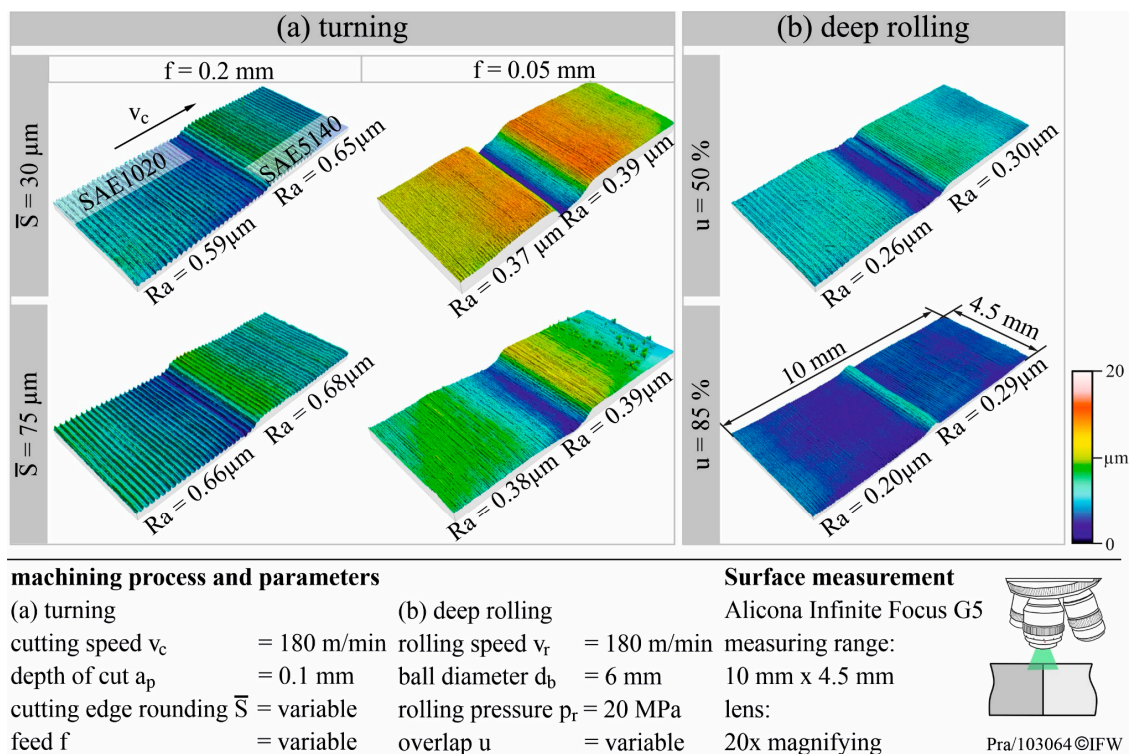 (a) turning
(b) deep rolling
f = 0.2 mm
f = 0.05 mm
S̅ = 30 µm
v_c
SAE1020
SAE5140
Ra = 0.59µm
Ra = 0.65µm
Ra = 0.37 µm
Ra = 0.39 µm
u = 50 %
Ra = 0.26µm
Ra = 0.30µm
S̅ = 75 µm
Ra = 0.66µm
Ra = 0.68µm
Ra = 0.38µm
Ra = 0.39µm
u = 85 %
10 mm
4.5 mm
Ra = 0.20µm
Ra = 0.29µm
20
µm
0
machining process and parameters
(a) turning
cutting speed v_c = 180 m/min
depth of cut a_p = 0.1 mm
cutting edge rounding S̅ = variable
feed f = variable
(b) deep rolling
rolling speed v_r = 180 m/min
ball diameter d_b = 6 mm
rolling pressure p_r = 20 MPa
overlap u = variable
Surface measurement
Alicona Infinite Focus G5
measuring range:
10 mm x 4.5 mm
lens:
20x magnifying
Pra/103064©IFW